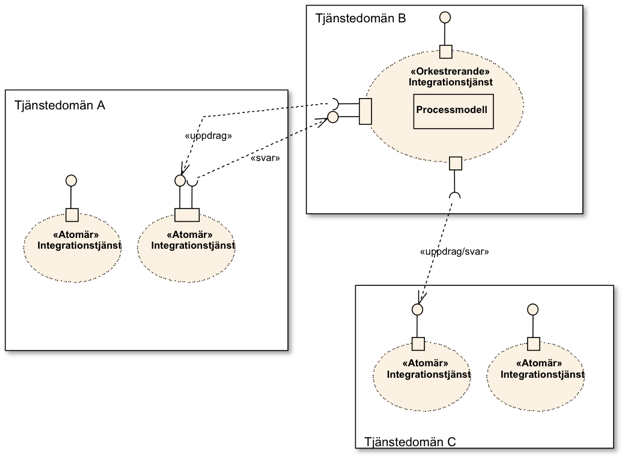 Tjänstedomän B
«Orkestrerande»
Integrationstjänst
Processmodell
Tjänstedomän A
«uppdrag»
«svar»
«Atomär»
Integrationstjänst
«Atomär»
Integrationstjänst
«uppdrag/svar»
«Atomär»
Integrationstjänst
«Atomär»
Integrationstjänst
Tjänstedomän C